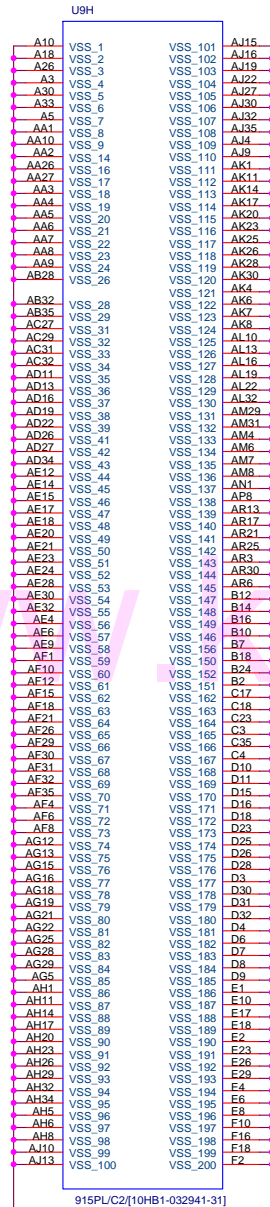 U9H
A10 VSS_1 VSS_101 AJ15
A18 VSS_2 VSS_102 AJ16
A26 VSS_3 VSS_103 AJ19
A3 VSS_4 VSS_104 AJ22
A30 VSS_5 VSS_105 AJ27
A33 VSS_6 VSS_106 AJ30
A5 VSS_7 VSS_107 AJ32
AA1 VSS_8 VSS_108 AJ35
AA10 VSS_9 VSS_109 AJ4
AA2 VSS_14 VSS_110 AJ9
AA26 VSS_16 VSS_111 AK1
AA27 VSS_17 VSS_112 AK11
AA3 VSS_18 VSS_113 AK14
AA4 VSS_19 VSS_114 AK17
AA5 VSS_20 VSS_115 AK20
AA6 VSS_21 VSS_116 AK23
AA7 VSS_22 VSS_117 AK25
AA8 VSS_23 VSS_118 AK26
AA9 VSS_24 VSS_119 AK28
AB28 VSS_26 VSS_120 AK30
VSS_121 AK4
AB32 VSS_28 VSS_122 AK6
AB35 VSS_29 VSS_123 AK7
AC27 VSS_31 VSS_124 AK8
AC29 VSS_32 VSS_125 AL10
AC31 VSS_33 VSS_126 AL13
AC32 VSS_34 VSS_127 AL16
AD11 VSS_35 VSS_128 AL19
AD13 VSS_36 VSS_129 AL22
AD16 VSS_37 VSS_130 AL32
AD19 VSS_38 VSS_131 AM29
AD22 VSS_39 VSS_132 AM31
AD26 VSS_41 VSS_133 AM4
AD27 VSS_42 VSS_134 AM6
AD34 VSS_43 VSS_135 AM7
AE12 VSS_44 VSS_136 AM8
AE14 VSS_45 VSS_137 AN1
AE15 VSS_46 VSS_138 AP8
AE17 VSS_47 VSS_139 AR13
AE18 VSS_48 VSS_140 AR17
AE20 VSS_49 VSS_141 AR21
AE21 VSS_50 VSS_142 AR25
AE23 VSS_51 VSS_143 AR3
AE24 VSS_52 VSS_144 AR30
AE28 VSS_53 VSS_145 AR6
AE30 VSS_54 VSS_147 B12
AE32 VSS_55 VSS_148 B14
AE4 VSS_56 VSS_149 B16
AE6 VSS_57 VSS_146 B10
AE9 VSS_58 VSS_156 B7
AF1 VSS_59 VSS_150 B18
AF10 VSS_60 VSS_152 B24
AF12 VSS_61 VSS_151 B2
AF15 VSS_62 VSS_162 C17
AF18 VSS_63 VSS_163 C18
AF21 VSS_64 VSS_164 C23
AF26 VSS_65 VSS_165 C3
AF29 VSS_66 VSS_166 C35
AF30 VSS_67 VSS_167 C4
AF31 VSS_68 VSS_168 D10
AF32 VSS_69 VSS_169 D11
AF35 VSS_70 VSS_170 D15
AF4 VSS_71 VSS_171 D16
AF6 VSS_72 VSS_172 D18
AF8 VSS_73 VSS_173 D23
AG12 VSS_74 VSS_174 D25
AG13 VSS_75 VSS_175 D26
AG15 VSS_76 VSS_176 D28
AG16 VSS_77 VSS_177 D3
AG18 VSS_78 VSS_178 D30
AG19 VSS_79 VSS_179 D31
AG21 VSS_80 VSS_180 D32
AG22 VSS_81 VSS_181 D4
AG25 VSS_82 VSS_182 D6
AG28 VSS_83 VSS_183 D7
AG29 VSS_84 VSS_184 D8
AG5 VSS_85 VSS_185 D9
AH1 VSS_86 VSS_186 E1
AH11 VSS_87 VSS_187 E10
AH14 VSS_88 VSS_188 E17
AH17 VSS_89 VSS_189 E18
AH20 VSS_90 VSS_190 E2
AH23 VSS_91 VSS_191 E23
AH26 VSS_92 VSS_192 E26
AH29 VSS_93 VSS_193 E29
AH32 VSS_94 VSS_194 E4
AH34 VSS_95 VSS_195 E6
AH5 VSS_96 VSS_196 E8
AH6 VSS_97 VSS_197 F10
AH8 VSS_98 VSS_198 F16
AJ10 VSS_99 VSS_199 F18
AJ13 VSS_100 VSS_200 F2
915PL/C2/[10HB1-032941-31]